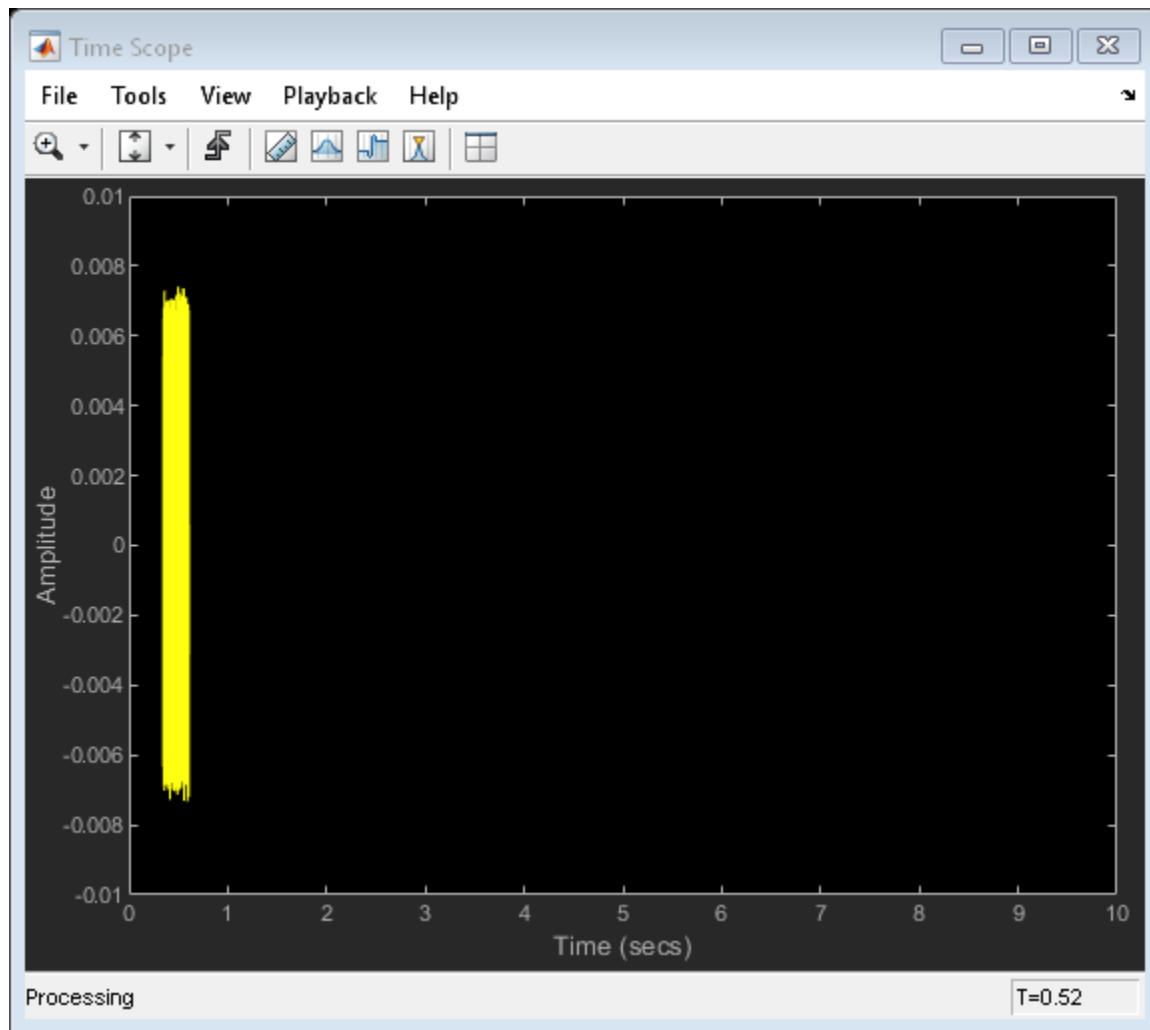 Time Scope
File Tools View Playback Help
0.01
0.008
0.006
0.004
0.002
0
-0.002
-0.004
-0.006
-0.008
-0.01
Amplitude
0 1 2 3 4 5 6 7 8 9 10
Time (secs)
Processing T=0.52